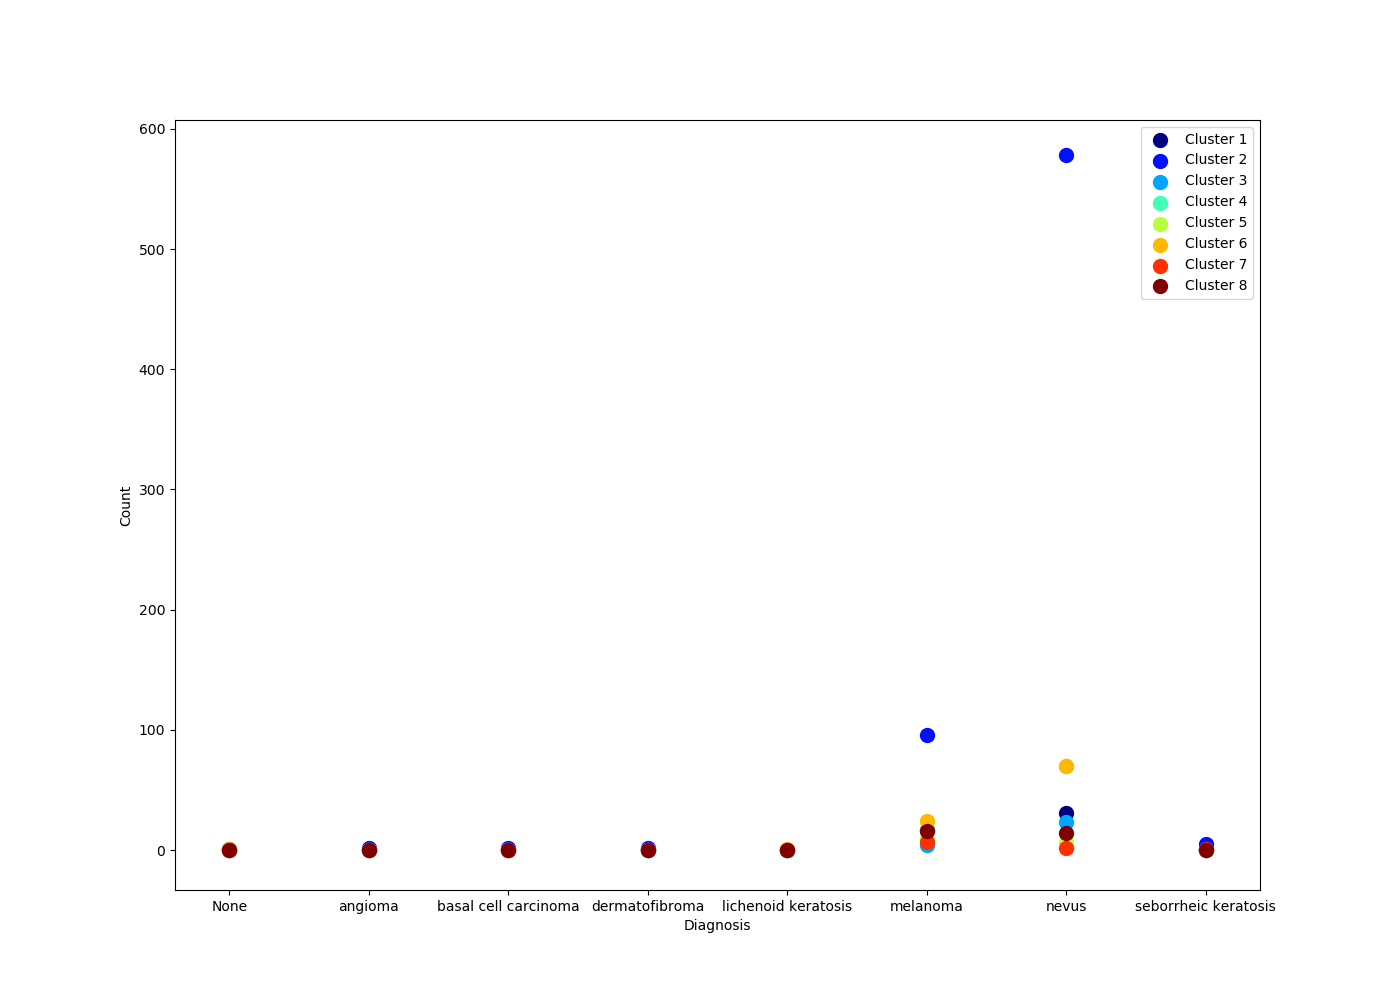 600
500
400
300
200
100
0
Count
None
angioma
basal cell carcinoma
dermatofibroma
lichenoid keratosis
melanoma
nevus
seborrheic keratosis
Diagnosis
Cluster 1
Cluster 2
Cluster 3
Cluster 4
Cluster 5
Cluster 6
Cluster 7
Cluster 8